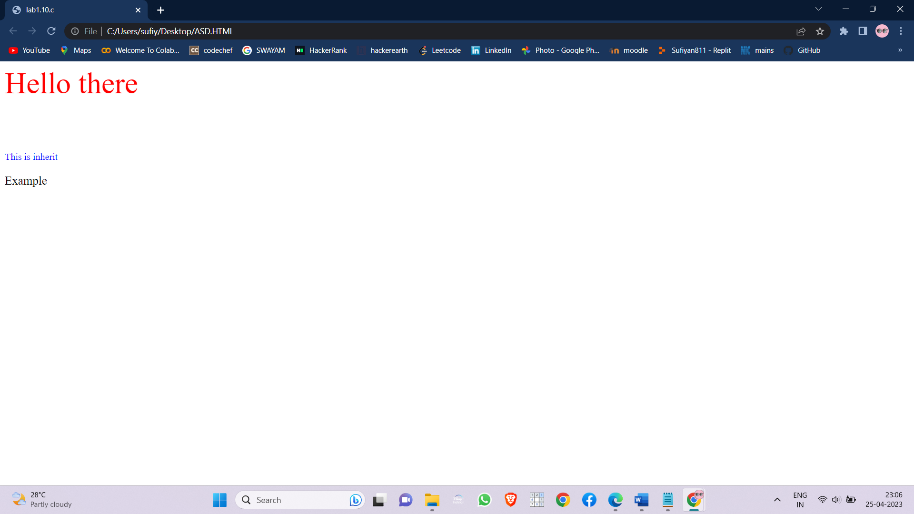 lab1.10.c
File
C:/Users/sufiy/Desktop/ASD.HTML
YouTube Maps Welcome To Colab... CC codechef G SWAYAM H HackerRank hackerearth Leetcode in LinkedIn Photo - Google Ph... moodle Sufiyan811 - Replit mains GitHub »
Hello there
This is inherit
Example
28°C
Partly cloudy
Search
ENG
IN
23:06
25-04-2023